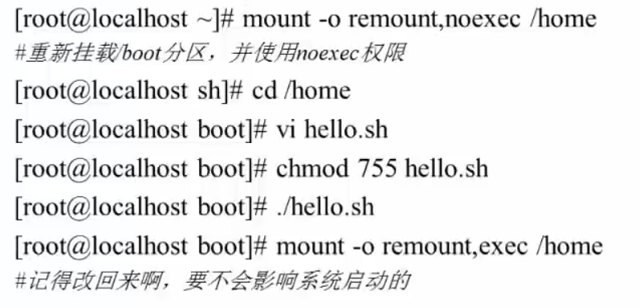 [root@localhost ~]# mount -o remount,noexec /home
#重新挂载/boot分区，并使用noexec权限
[root@localhost sh]# cd /home
[root@localhost boot]# vi hello.sh
[root@localhost boot]# chmod 755 hello.sh
[root@localhost boot]# ./hello.sh
[root@localhost boot]# mount -o remount,exec /home
#记得改回来啊，要不会影响系统启动的